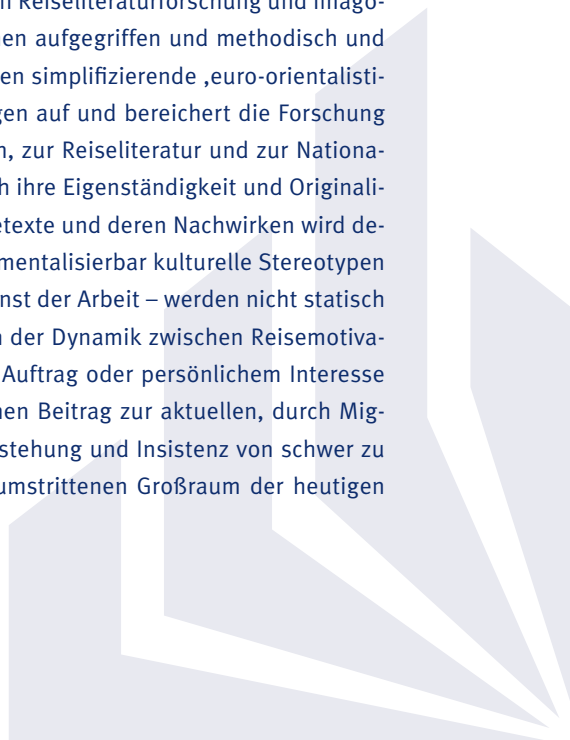 n Reiseliteraturforschung und Imago-
nen aufgegriffen und methodisch und
en simplifizierende ‚euro-orientalisti-
gen auf und bereichert die Forschung
n, zur Reiseliteratur und zur Nationa-
h ihre Eigenständigkeit und Originali-
etexte und deren Nachwirken wird de-
mentalisierbar kulturelle Stereotypen
nst der Arbeit – werden nicht statisch
n der Dynamik zwischen Reisemotiva-
Auftrag oder persönlichem Interesse
nen Beitrag zur aktuellen, durch Mig-
stehung und Insistenz von schwer zu
umstrittenen Großraum der heutigen